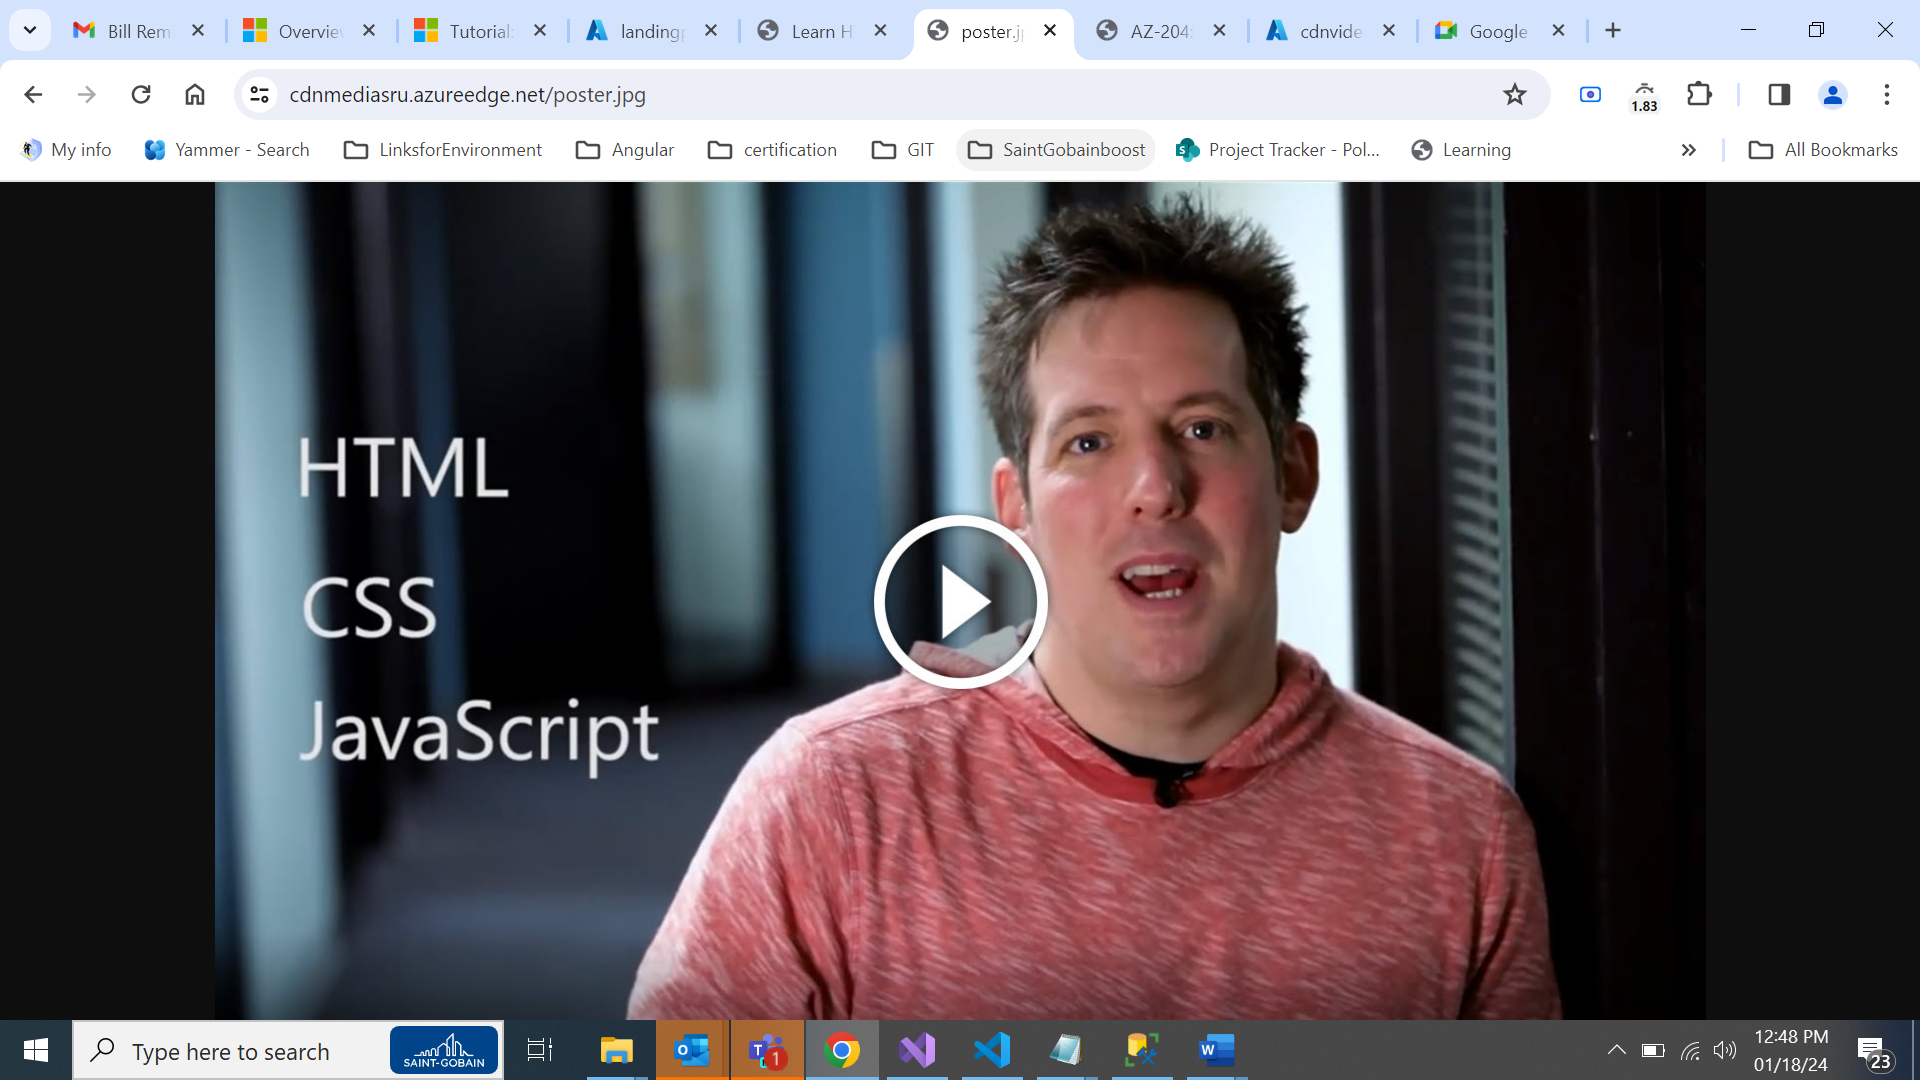 Bill Rem
Overvie
Tutorial:
landing
Learn H
poster.j
AZ-204:
cdnvide
Google
cdnmediasru.azureedge.net/poster.jpg
1.83
My info
Yammer - Search
LinksforEnvironment
Angular
certification
GIT
SaintGobainboost
Project Tracker - Pol...
Learning
All Bookmarks
HTML
CSS
JavaScript
Type here to search
SAINT-GOBAIN
1
12:48 PM
01/18/24
23